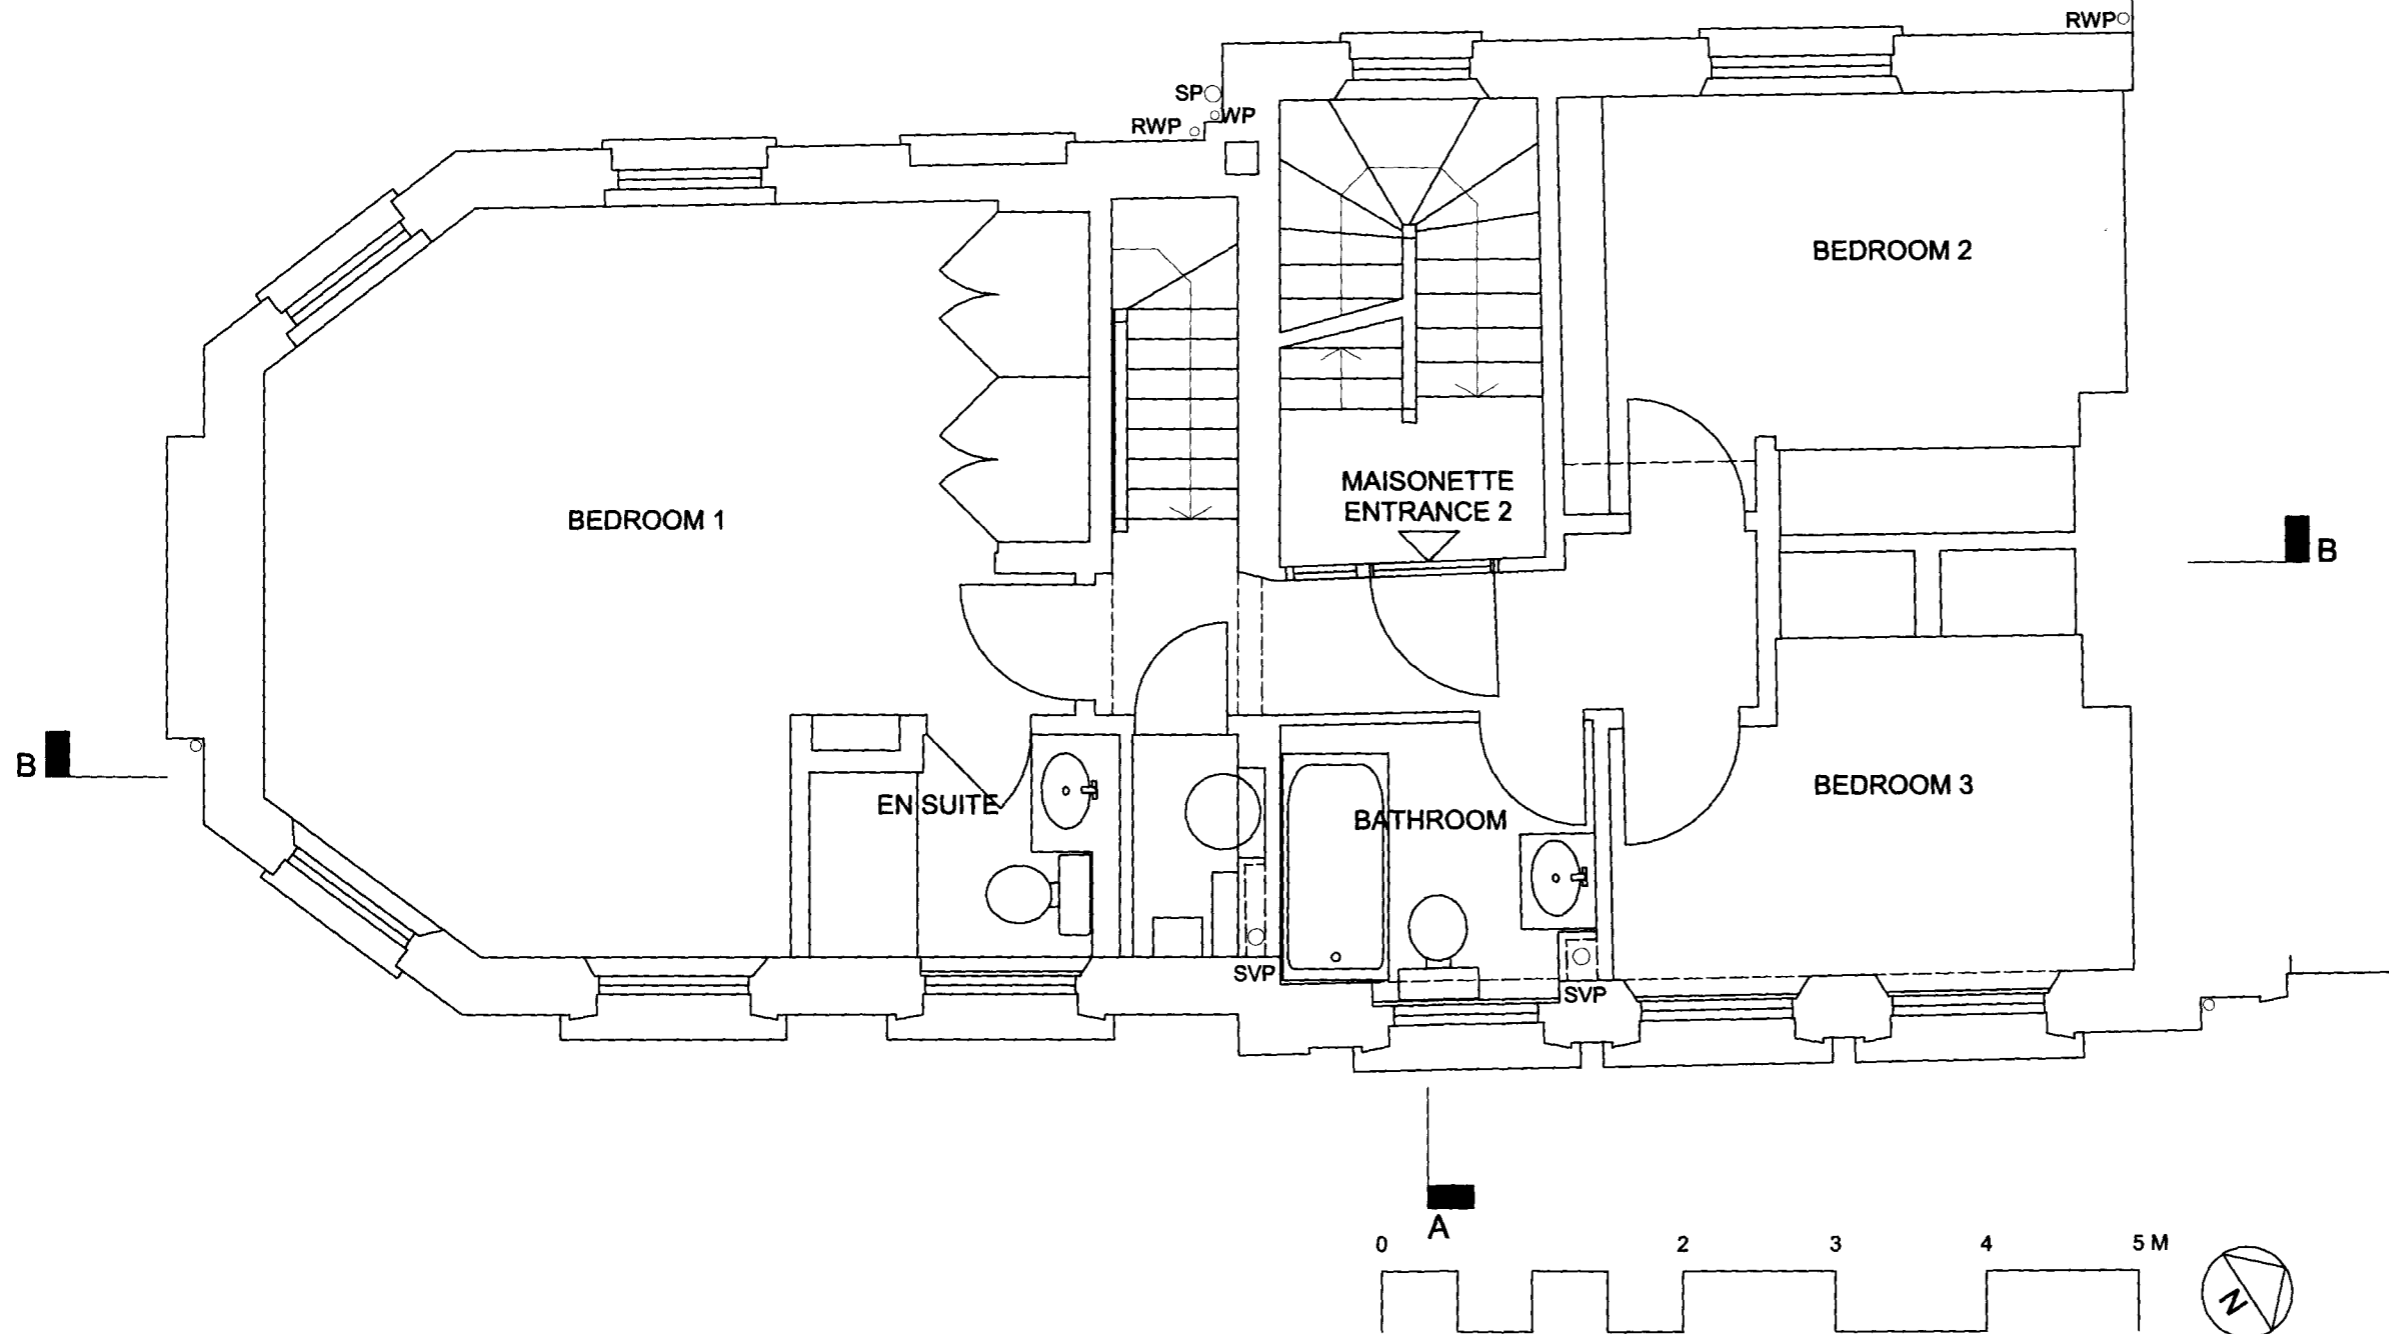 RWP
SP
WP
RWP
BEDROOM 2
MAISONETTE
ENTRANCE 2
BEDROOM 1
B
B
EN SUITE
BATHROOM
BEDROOM 3
SVP
SVP
A
0 2 3 4 5 M
N